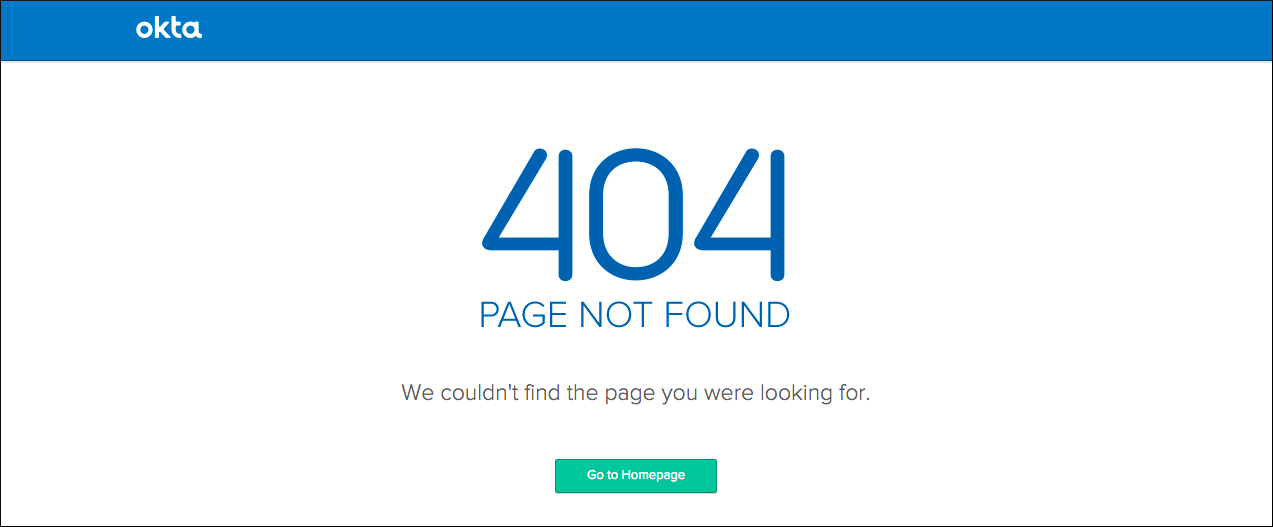 okta
404
PAGE NOT FOUND
We couldn't find the page you were looking for.
Go to Homepage